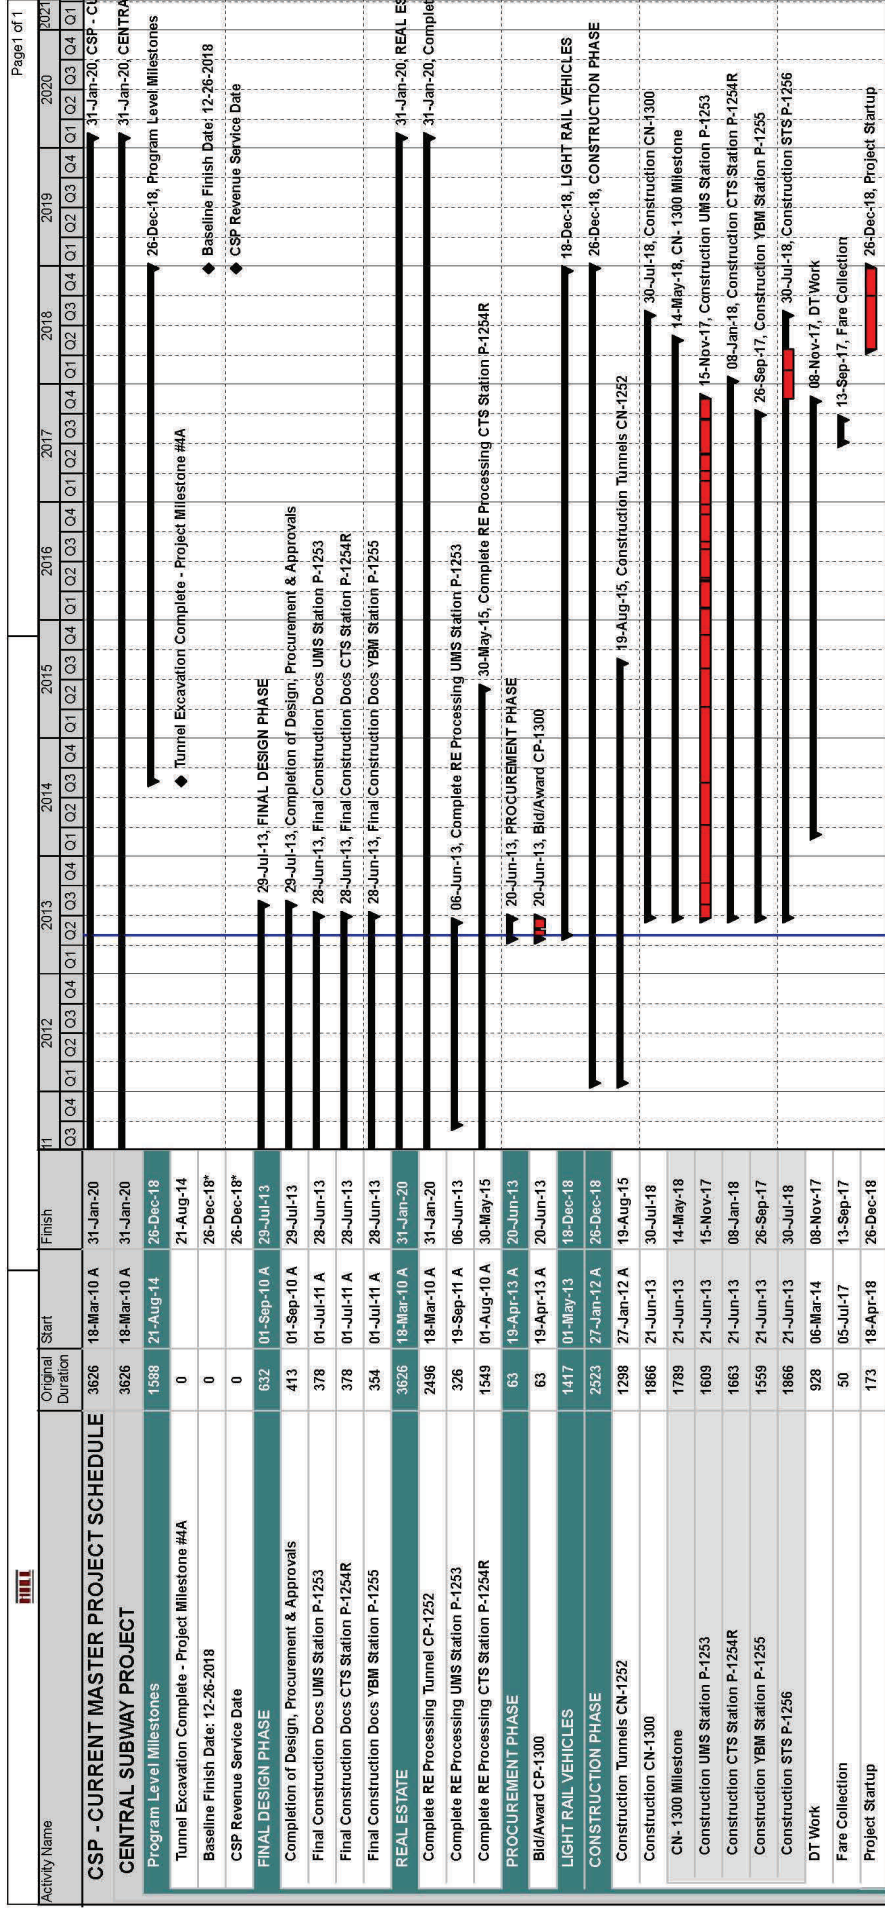 Page1 of 1
HILL
Activity Name Original Duration Start Finish 11 2012 2013 2014 2015 2016 2017 2018 2019 2020 2021
Q3 Q4 Q1 Q2 Q3 Q4 Q1 Q2 Q3 Q4 Q1 Q2 Q3 Q4 Q1 Q2 Q3 Q4 Q1 Q2 Q3 Q4 Q1 Q2 Q3 Q4 Q1 Q2 Q3 Q4 Q1 Q2 Q3 Q4 Q1 Q2 Q3 Q4 Q1
CSP - CURRENT MASTER PROJECT SCHEDULE 3626 18-Mar-10 A 31-Jan-20 31-Jan-20, CSP - CU
CENTRAL SUBWAY PROJECT 3626 18-Mar-10 A 31-Jan-20 31-Jan-20, CENTRA
Program Level Milestones 1588 21-Aug-14 26-Dec-18 26-Dec-18, Program Level Milestones
Tunnel Excavation Complete - Project Milestone #4A 0 21-Aug-14 Tunnel Excavation Complete - Project Milestone #4A
Baseline Finish Date: 12-26-2018 0 26-Dec-18* Baseline Finish Date: 12-26-2018
CSP Revenue Service Date 0 26-Dec-18* CSP Revenue Service Date
FINAL DESIGN PHASE 632 01-Sep-10 A 29-Jul-13 29-Jul-13, FINAL DESIGN PHASE
Completion of Design, Procurement & Approvals 413 01-Sep-10 A 29-Jul-13 29-Jul-13, Completion of Design, Procurement & Approvals
Final Construction Docs UMS Station P-1253 378 01-Jul-11 A 28-Jun-13 28-Jun-13, Final Construction Docs UMS Station P-1253
Final Construction Docs CTS Station P-1254R 378 01-Jul-11 A 28-Jun-13 28-Jun-13, Final Construction Docs CTS Station P-1254R
Final Construction Docs YBM Station P-1255 354 01-Jul-11 A 28-Jun-13 28-Jun-13, Final Construction Docs YBM Station P-1255
REAL ESTATE 3626 18-Mar-10 A 31-Jan-20 31-Jan-20, REAL ES
Complete RE Processing Tunnel CP-1252 2496 18-Mar-10 A 31-Jan-20 31-Jan-20, Complet
Complete RE Processing UMS Station P-1253 326 19-Sep-11 A 06-Jun-13 06-Jun-13, Complete RE Processing UMS Station P-1253
Complete RE Processing CTS Station P-1254R 1549 01-Aug-10 A 30-May-15 30-May-15, Complete RE Processing CTS Station P-1254R
PROCUREMENT PHASE 63 19-Apr-13 A 20-Jun-13 20-Jun-13, PROCUREMENT PHASE
Bid/Award CP-1300 63 19-Apr-13 A 20-Jun-13 20-Jun-13, Bid/Award CP-1300
LIGHT RAIL VEHICLES 1417 01-May-13 18-Dec-18 18-Dec-18, LIGHT RAIL VEHICLES
CONSTRUCTION PHASE 2523 27-Jan-12 A 26-Dec-18 26-Dec-18, CONSTRUCTION PHASE
Construction Tunnels CN-1252 1298 27-Jan-12 A 19-Aug-15 19-Aug-15, Construction Tunnels CN-1252
Construction CN-1300 1866 21-Jun-13 30-Jul-18 30-Jul-18, Construction CN-1300
CN- 1300 Milestone 1789 21-Jun-13 14-May-18 14-May-18, CN- 1300 Milestone
Construction UMS Station P-1253 1609 21-Jun-13 15-Nov-17 15-Nov-17, Construction UMS Station P-1253
Construction CTS Station P-1254R 1663 21-Jun-13 08-Jan-18 08-Jan-18, Construction CTS Station P-1254R
Construction YBM Station P-1255 1559 21-Jun-13 26-Sep-17 26-Sep-17, Construction YBM Station P-1255
Construction STS P-1256 1866 21-Jun-13 30-Jul-18 30-Jul-18, Construction STS P-1256
DT Work 928 06-Mar-14 08-Nov-17 08-Nov-17, DT Work
Fare Collection 50 05-Jul-17 13-Sep-17 13-Sep-17, Fare Collection
Project Startup 173 18-Apr-18 26-Dec-18 26-Dec-18, Project Startup